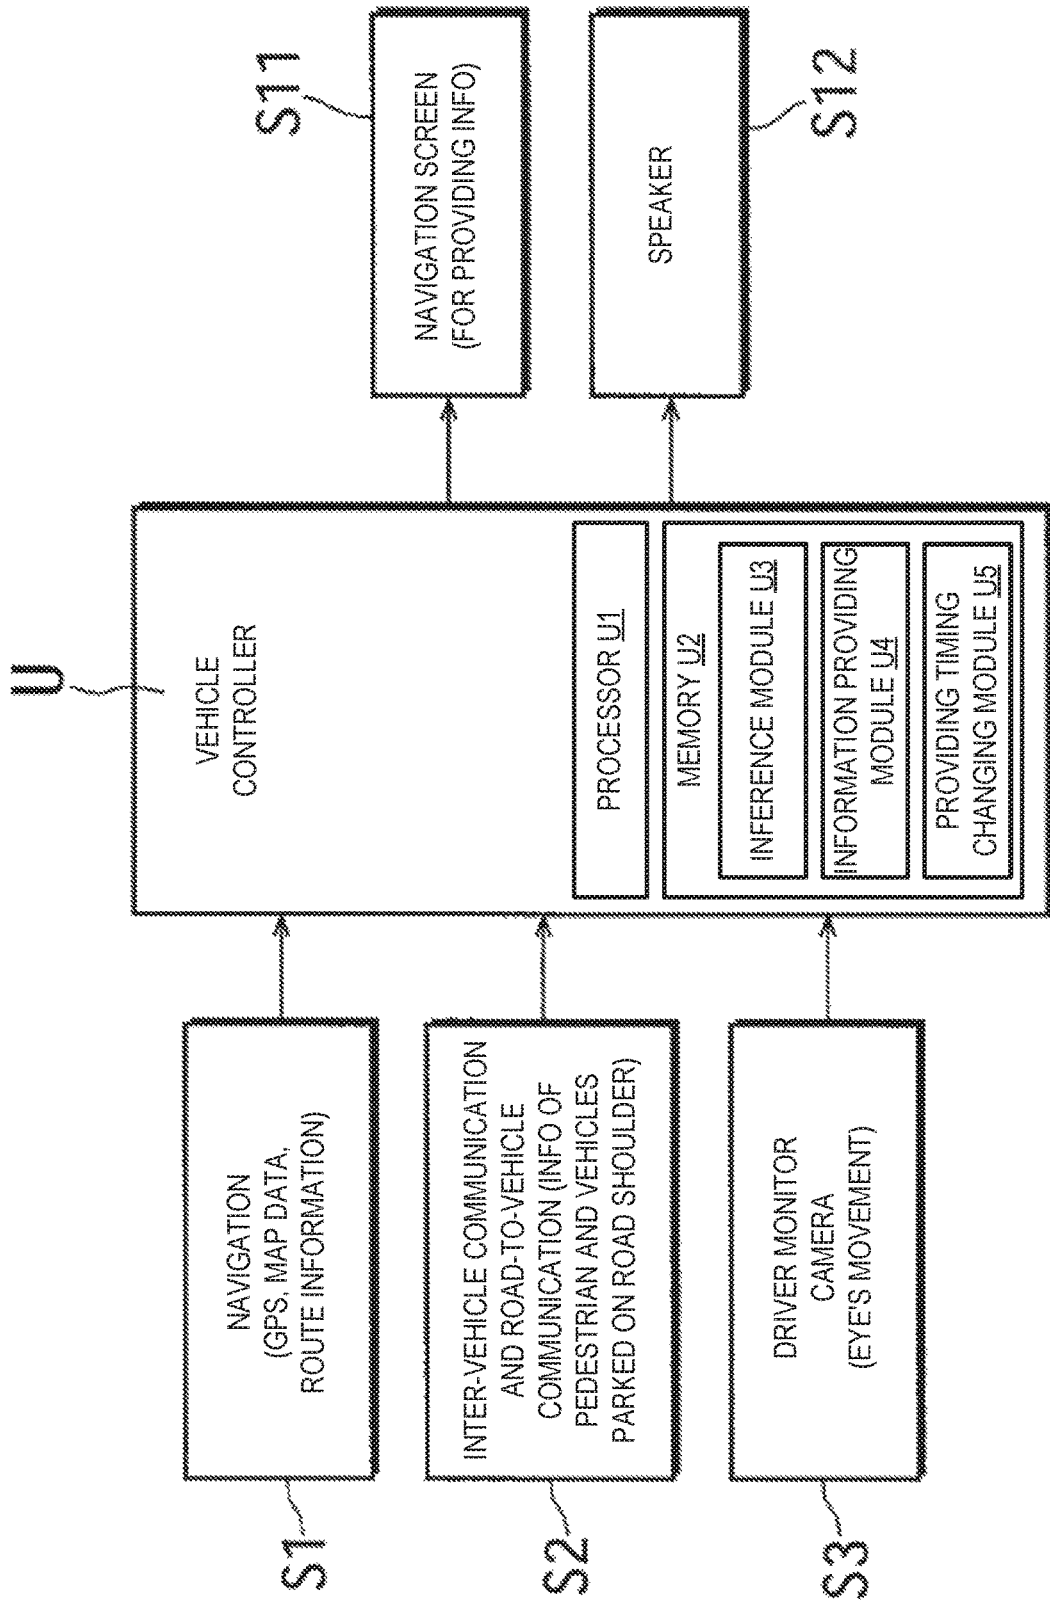 U
S1
NAVIGATION
(GPS, MAP DATA,
ROUTE INFORMATION)
S2
INTER-VEHICLE COMMUNICATION
AND ROAD-TO-VEHICLE
COMMUNICATION (INFO OF
PEDESTRIAN AND VEHICLES
PARKED ON ROAD SHOULDER)
S3
DRIVER MONITOR
CAMERA
(EYE'S MOVEMENT)
VEHICLE
CONTROLLER
PROCESSOR U1
MEMORY U2
INFERENCE MODULE U3
INFORMATION PROVIDING
MODULE U4
PROVIDING TIMING
CHANGING MODULE U5
S11
NAVIGATION SCREEN
(FOR PROVIDING INFO)
SPEAKER
S12